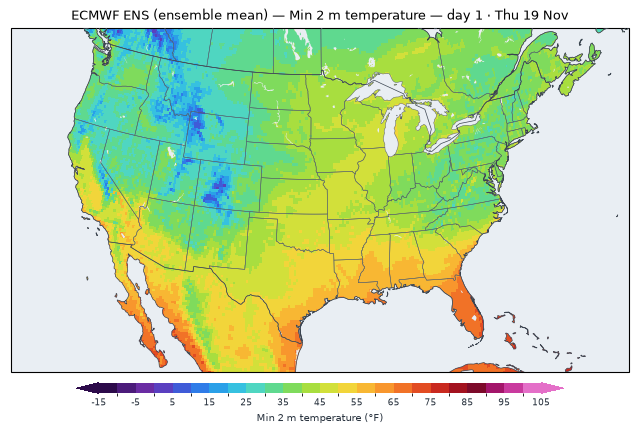 ECMWF ENS (ensemble mean) — Min 2 m temperature — day 1 · Thu 19 Nov
-15 -5 5 15 25 35 45 55 65 75 85 95 105
Min 2 m temperature (°F)